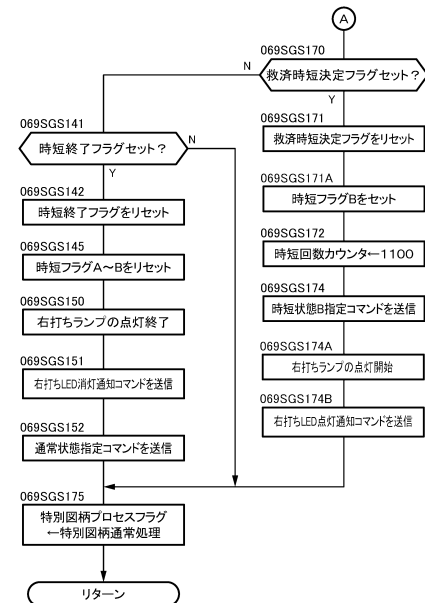 A
069SGS170
N
救済時短決定フラグセット？
Y
069SGS171
救済時短決定フラグをリセット
069SGS171A
時短フラグBをセット
069SGS172
時短回数カウンタ←1100
069SGS174
時短状態B指定コマンドを送信
069SGS174A
右打ちランプの点灯開始
069SGS174B
右打ちLED点灯通知コマンドを送信
069SGS141
時短終了フラグセット？
N
Y
069SGS142
時短終了フラグをリセット
069SGS145
時短フラグA～Bをリセット
069SGS150
右打ちランプの点灯終了
069SGS151
右打ちLED消灯通知コマンドを送信
069SGS152
通常状態指定コマンドを送信
069SGS175
特別図柄プロセスフラグ
←特別図柄通常処理
リターン